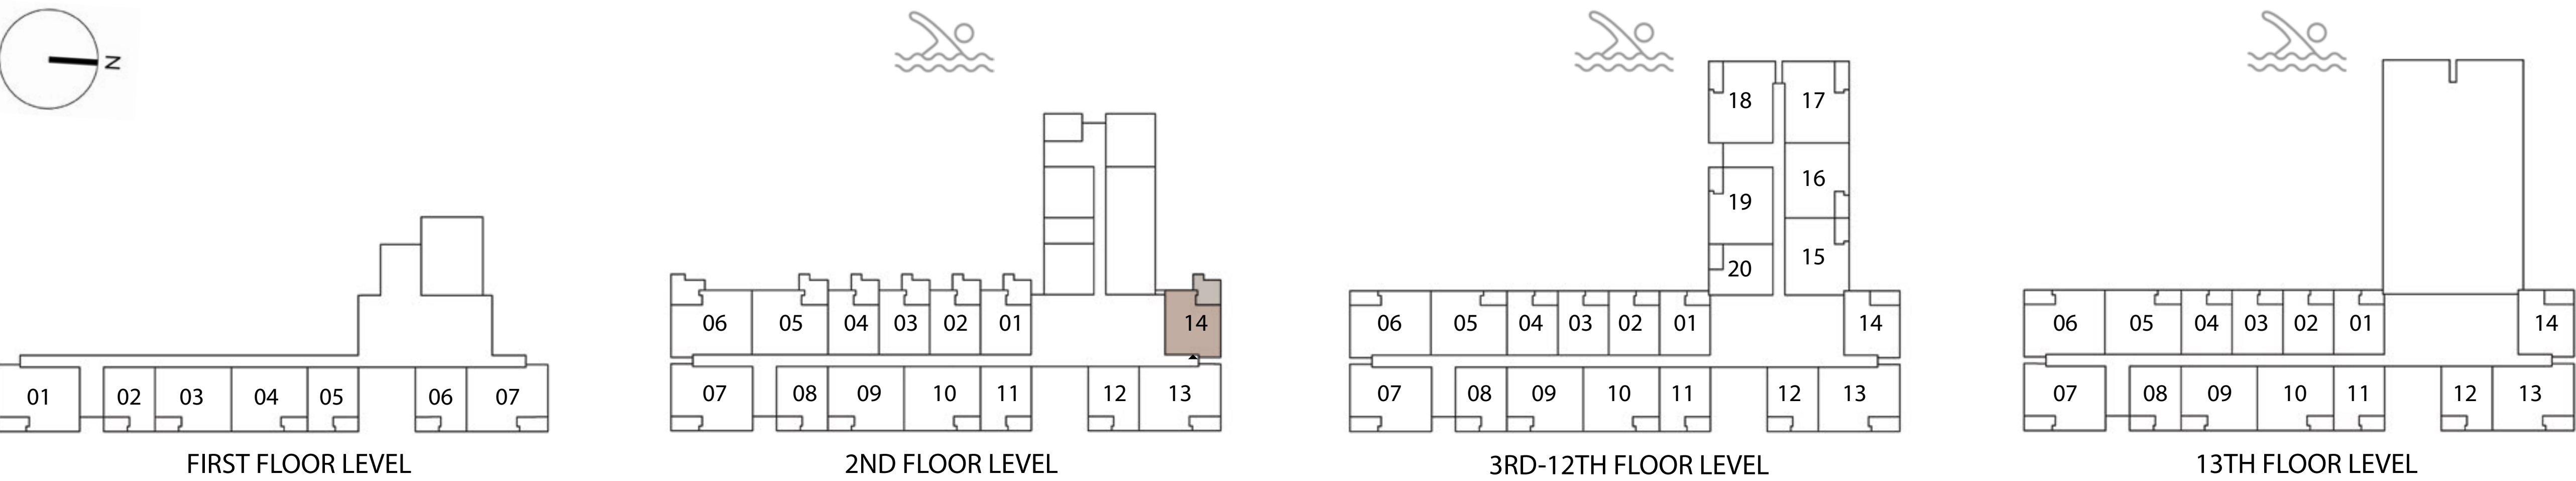 N
18 17
16
19
15
20
06 05 04 03 02 01 14
06 05 04 03 02 01 14
06 05 04 03 02 01 14
01 02 03 04 05 06 07
07 08 09 10 11 12 13
07 08 09 10 11 12 13
07 08 09 10 11 12 13
FIRST FLOOR LEVEL
2ND FLOOR LEVEL
3RD-12TH FLOOR LEVEL
13TH FLOOR LEVEL